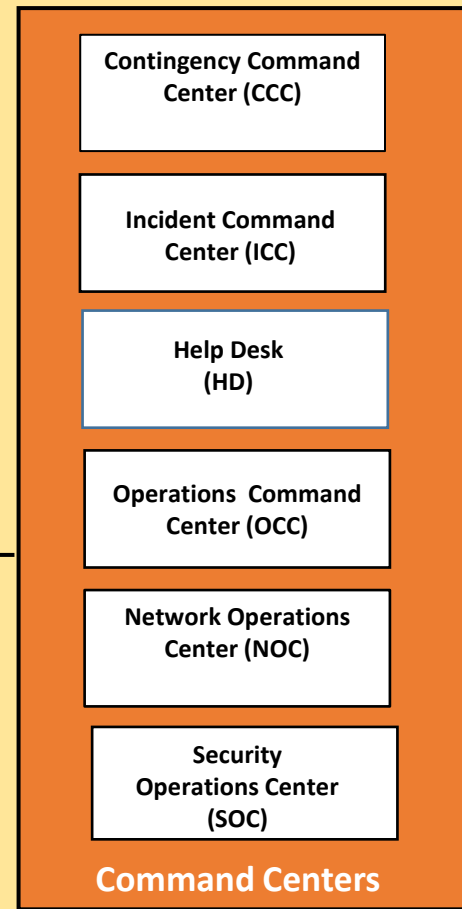 Contingency Command
Center (CCC)
Incident Command
Center (ICC)
Help Desk
(HD)
Operations Command
Center (OCC)
Network Operations
Center (NOC)
Security
Operations Center
(SOC)
Command Centers